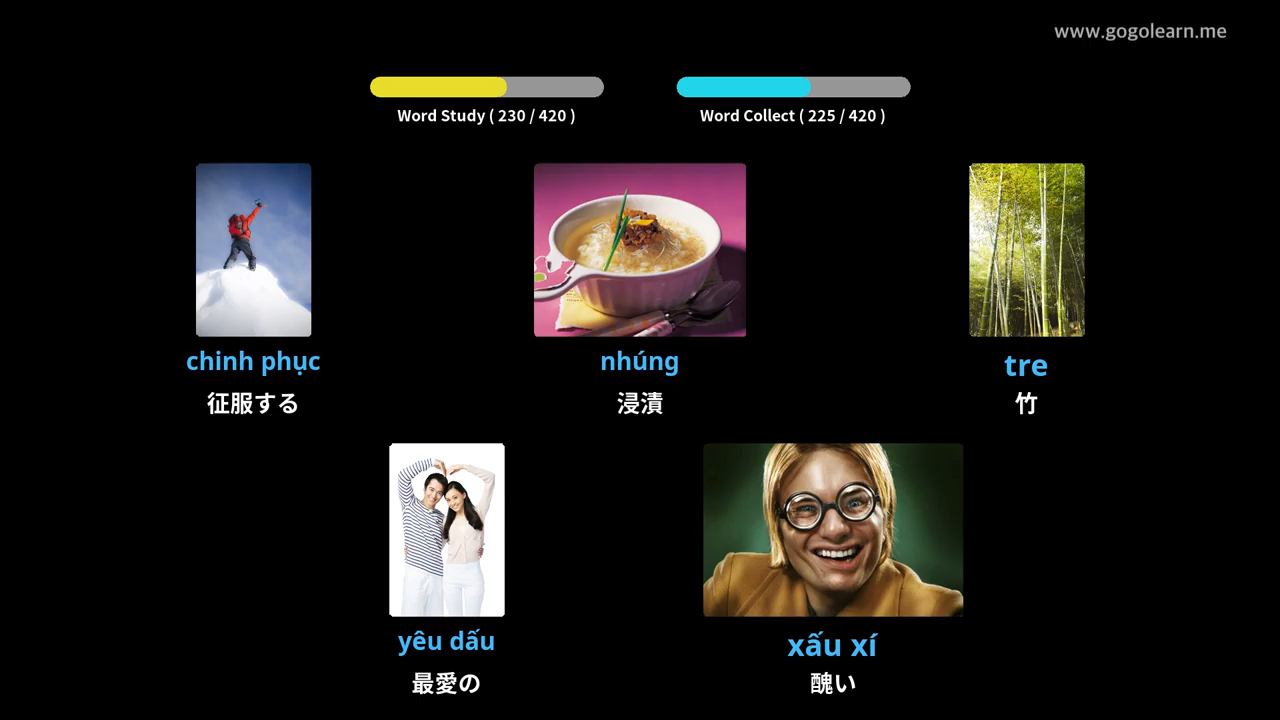 www.gogolearn.me
Word Study ( 230 / 420 )
Word Collect ( 225 / 420 )
chinh phục
征服する
nhúng
浸漬
tre
竹
yêu dấu
最愛の
xấu xí
醜い